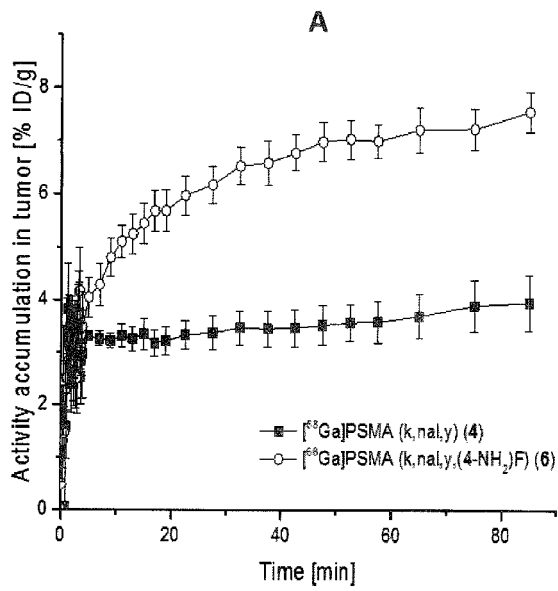 A
Activity accumulation in tumor [% ID/g]
8
6
4
2
0
[⁶⁸Ga]PSMA (k,nal,y) (4)
[⁶⁸Ga]PSMA (k,nal,y,(4-NH₂)F) (6)
0 20 40 60 80
Time [min]